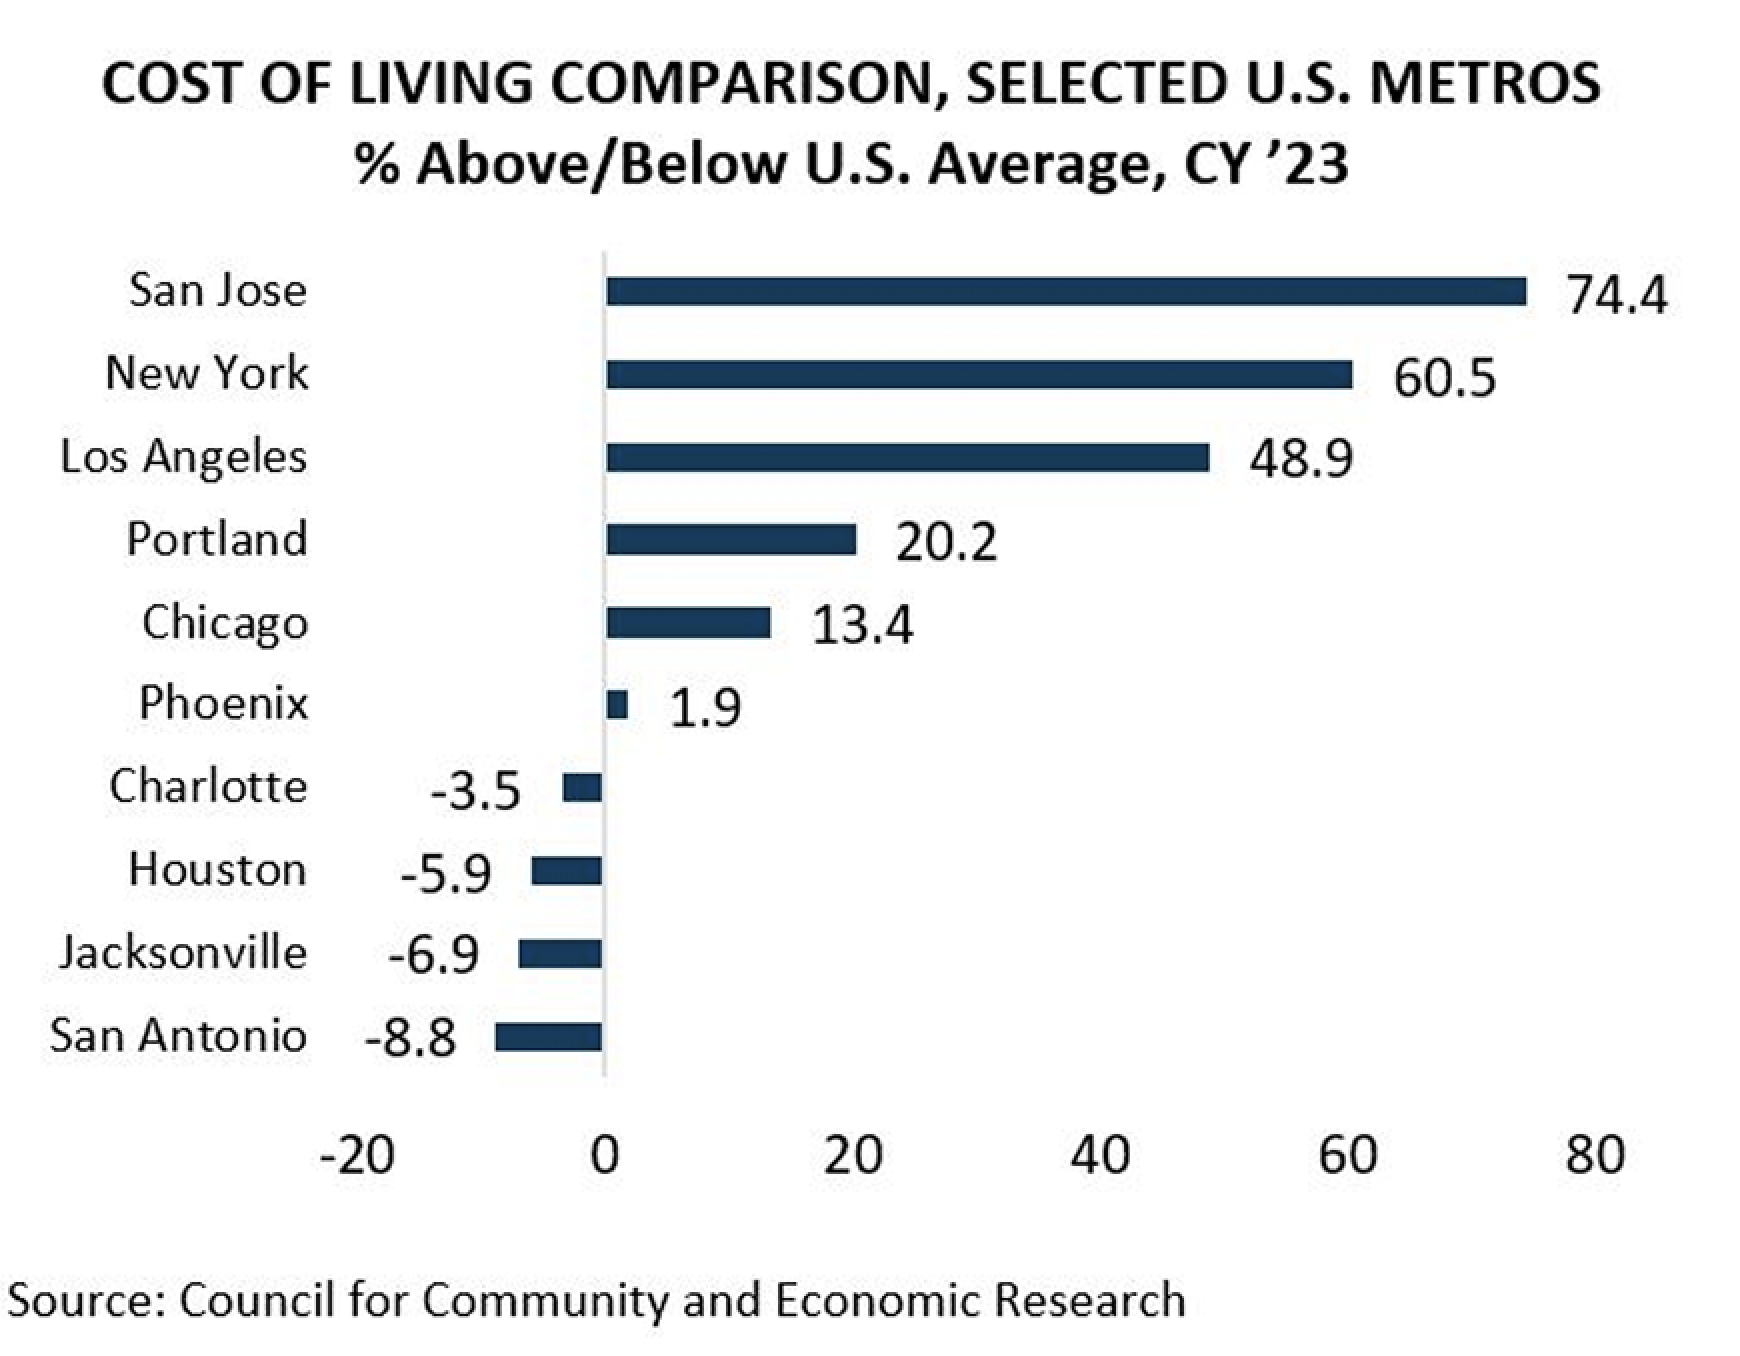 COST OF LIVING COMPARISON, SELECTED U.S. METROS
% Above/Below U.S. Average, CY ’23
San Jose 74.4
New York 60.5
Los Angeles 48.9
Portland 20.2
Chicago 13.4
Phoenix 1.9
Charlotte -3.5
Houston -5.9
Jacksonville -6.9
San Antonio -8.8
-20 0 20 40 60 80
Source: Council for Community and Economic Research